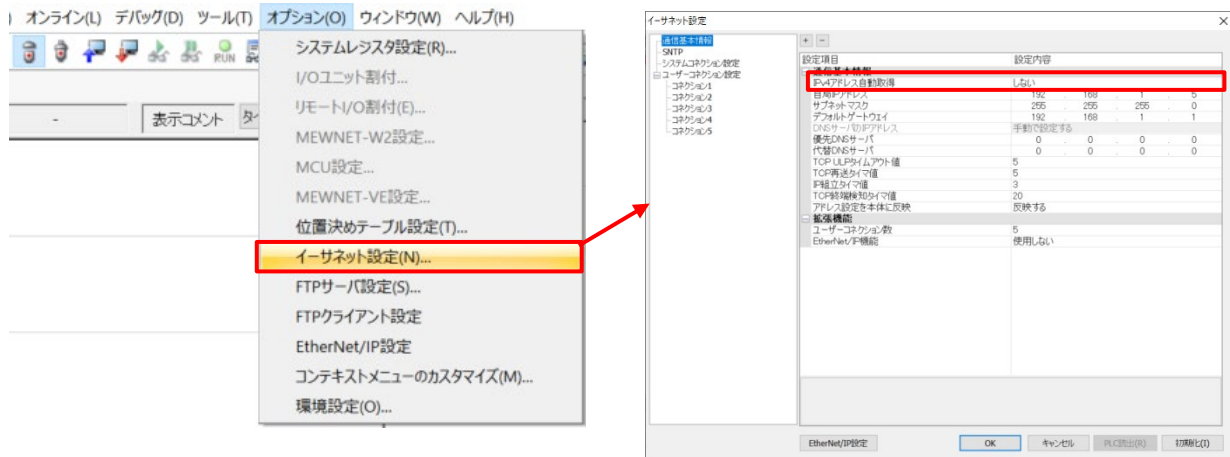 ) オンライン(L) デバッグ(D) ツール(T) オプション(O) ウィンドウ(W) ヘルプ(H)
RUN
-
表示コメント
システムレジスタ設定(R)...
I/Oユニット割付...
リモートI/O割付(E)...
MEWNET-W2設定...
MCU設定...
MEWNET-VE設定...
位置決めテーブル設定(T)...
イーサネット設定(N)...
FTPサーバ設定(S)...
FTPクライアント設定
EtherNet/IP設定
コンテキストメニューのカスタマイズ(M)...
環境設定(O)...
イーサネット設定
通信基本情報
SNTP
システムコネクション設定
ユーザーコネクション設定
コネクション1
コネクション2
コネクション3
コネクション4
コネクション5
設定項目 設定内容
通信基本情報
IPv4アドレス自動取得 しない
自局IPアドレス 192 . 168 . 1 . 5
サブネットマスク 255 . 255 . 255 . 0
デフォルトゲートウェイ 192 . 168 . 1 . 1
DNSサーバのIPアドレス 手動で設定する
優先DNSサーバ 0 . 0 . 0 . 0
代替DNSサーバ 0 . 0 . 0 . 0
TCP ULPタイムアウト値 5
TCP再送タイマ値 5
IP組立タイマ値 3
TCP終端検知タイマ値 20
アドレス設定を本体に反映 反映する
拡張機能
ユーザーコネクション数 5
EtherNet/IP機能 使用しない
EtherNet/IP設定 OK キャンセル PLC読出(R) 初期化(I)